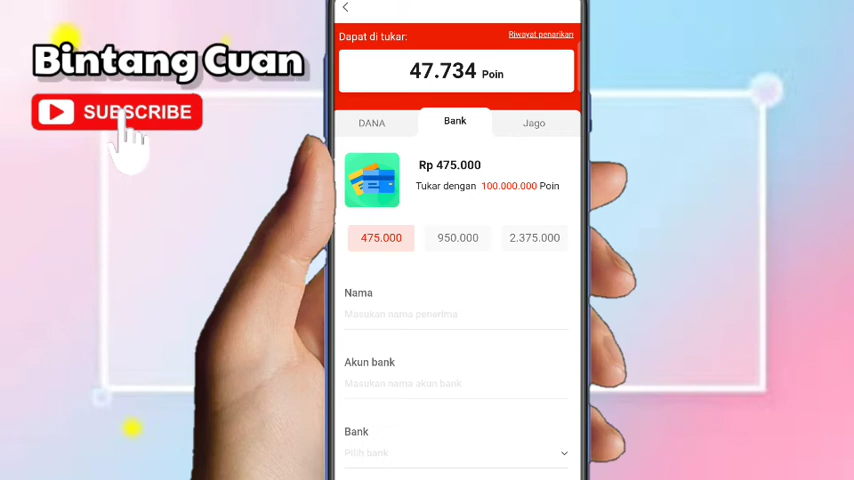 Bintang Cuan
SUBSCRIBE
Dapat di tukar:
Riwayat penarikan
47.734 Poin
DANA
Bank
Jago
Rp 475.000
Tukar dengan 100.000.000 Poin
475.000
950.000
2.375.000
Nama
Masukan nama penerima
Akun bank
Masukan nama akun bank
Bank
Pilih bank